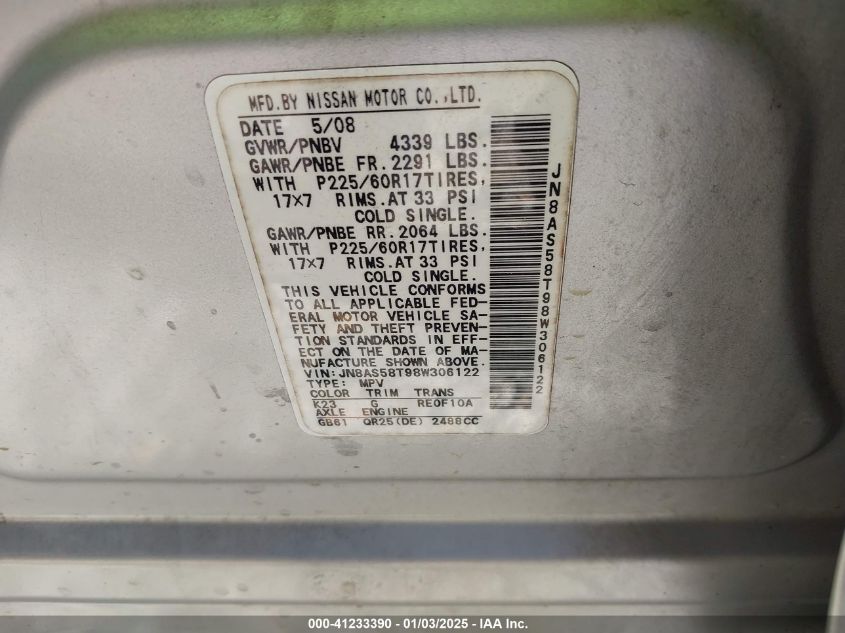 MFD.BY NISSAN MOTOR CO.,LTD.
DATE 5/08
GVWR/PNBV 4339 LBS.
GAWR/PNBE FR.2291 LBS.
WITH P225/60R17TIRES,
17×7 RIMS.AT 33 PSI
COLD SINGLE.
GAWR/PNBE RR.2064 LBS.
WITH P225/60R17TIRES,
17×7 RIMS.AT 33 PSI
COLD SINGLE.
THIS VEHICLE CONFORMS
TO ALL APPLICABLE FED-
ERAL MOTOR VEHICLE SA-
FETY AND THEFT PREVEN-
TION STANDARDS IN EFF-
ECT ON THE DATE OF MA-
NUFACTURE SHOWN ABOVE.
VIN:JN8AS58T98W306122
TYPE: MPV
COLOR TRIM TRANS
K23 G RE0F10A
AXLE ENGINE
GB61 QR25(DE) 2488CC
JN8AS58T98W306122
000-41233390 - 01/03/2025 - IAA Inc.